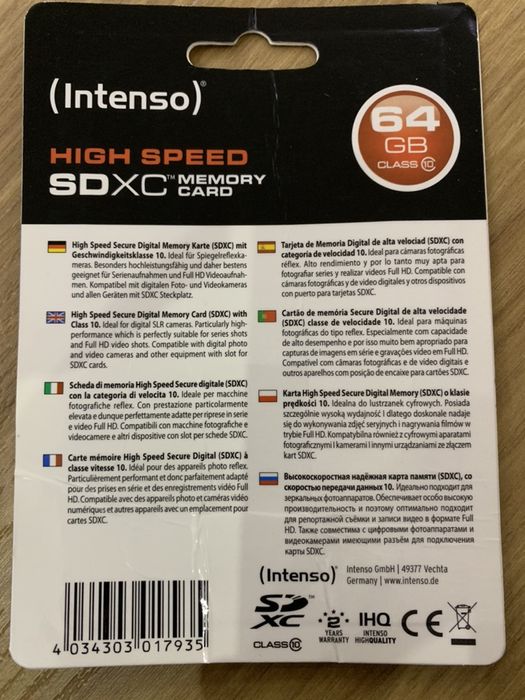 (Intenso)®
64
GB
CLASS 10
HIGH SPEED
SDXC™ MEMORY CARD
High Speed Secure Digital Memory Karte (SDXC) mit
Geschwindigkeitsklasse 10. Ideal für Spiegelreflexka-
meras. Besonders hochleistungsfähig und daher bestens
geeignet für Serienaufnahmen und Full HD Videoaufnah-
men. Kompatibel mit digitalen Foto- und Videokameras
und allen Geräten mit SDXC Steckplatz.
High Speed Secure Digital Memory Card (SDXC) with
Class 10. Ideal for digital SLR cameras. Particularly high-
performance which is perfectly suitable for series shots
and Full HD video shots. Compatible with digital photo
and video cameras and other equipment with slot for
SDXC cards.
Scheda di memoria High Speed Secure digitale (SDXC)
con la categoria di velocita 10. Ideale per macchine
fotografiche reflex. Con prestazione particolarmente
elevata e dunque perfettamente adatte per riprese in serie
e video Full HD. Compatibili con macchine fotografiche e
videocamere e altri dispositivi con slot per schede SDXC.
Carte mémoire High Speed Secure Digital (SDXC) à
classe vitesse 10. Idéal pour des appareils photo reflex.
Particulièrement performant et donc parfaitement adapté
pour des prises de série et des enregistrements vidéo Full
HD. Compatible avec des appareils photo et caméras vidéo
numériques et autres appareils avec un emplacement pour
cartes SDXC.
Tarjeta de Memoria Digital de alta velociad (SDXC) con
categoría de velocidad 10. Ideal para cámaras fotográficas
réflex. Alto rendimiento y por lo tanto muy apta para
fotografiar series y realizar videos Full HD. Compatible con
cámaras fotográficas y de video digitales y otros dispositivos
con puerto para tarjetas SDXC.
Cartão de memória Secure Digital de alta velocidade
(SDXC) classe de velocidade 10. Ideal para máquinas
fotográficas do tipo reflex. Especialmente com capacidade
de alto desempenho e por isso muito bem apropriado para
capturas de imagens em série e gravações vídeo em Full HD.
Compatível com câmaras fotográficas e de vídeo digitais e
outros aparelhos com posição de encaixe para cartões SDXC.
Karta High Speed Secure Digital Memory (SDXC) o klasie
prędkości 10. Idealna do lustrzanek cyfrowych. Posiada
szczególnie wysoką wydajność I dlatego doskonale nadaje
się do wykonywania zdjęć seryjnych i nagrywania filmów w
trybie Full HD. Kompatybilna również z cyfrowymi aparatami
fotograficznymi I kamerami I innymi urządzaniami ze złączem
kart SDXC.
Высокоскоростная надёжная карта памяти (SDXC), со
скоростью передачи данных 10. Идеально подходит для
зеркальных фотоаппаратов. Обеспечивает особо высокую
производительность и поэтому оптимально подходит
для репортажной съёмки и записи видео в формате Full
HD. Также совместима с цифровыми фотоаппаратами и
видеокамерами имеющими разъём для подключения
карты SDXC.
(Intenso)®
Intenso GmbH | 49377 Vechta
Germany | www.intenso.de
SD XC™
CLASS 10
2 YEARS WARRANTY
IHQ INTENSO HIGHQUALITY
CE
4 034303 017935